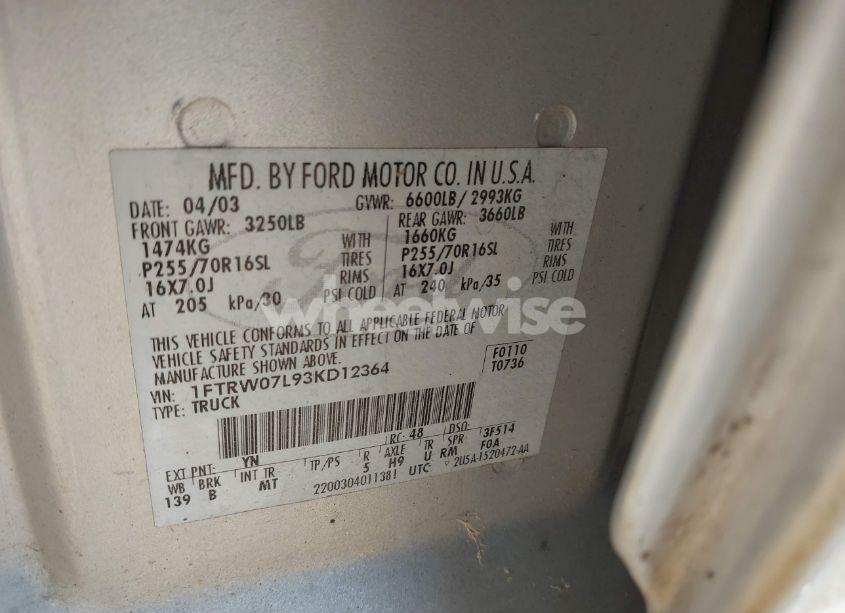 MFD. BY FORD MOTOR CO. IN U.S.A.
DATE: 04/03 GVWR: 6600LB/2993KG
FRONT GAWR: 3250LB REAR GAWR: 3660LB
1474KG WITH 1660KG WITH
P255/70R16SL TIRES P255/70R16SL TIRES
16X7.0J RIMS 16X7.0J RIMS
AT 205 kPa/30 PSI COLD AT 240 kPa/35 PSI COLD
wheelwise
THIS VEHICLE CONFORMS TO ALL APPLICABLE FEDERAL MOTOR
VEHICLE SAFETY STANDARDS IN EFFECT ON THE DATE OF
MANUFACTURE SHOWN ABOVE.
VIN: 1FTRW07L93KD12364 F0110
TYPE: TRUCK T0736
EXT PNT: YN RC: 48 DSO: 3F514
WB BRK INT TR TP/PS R AXLE TR SPR F0A
139 B MT 5 H9 U RM
2200304011381 UTC 2U5A-1520472-AA